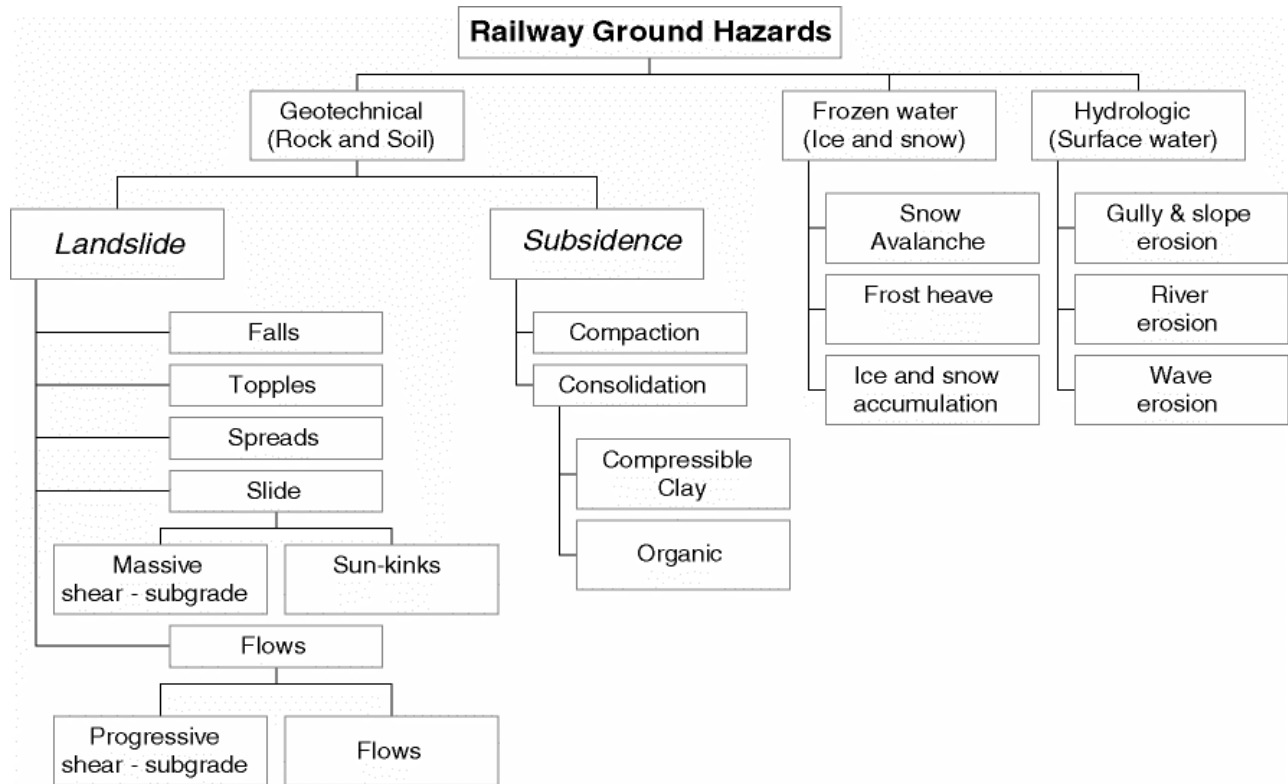 Railway Ground Hazards
Geotechnical
(Rock and Soil)
Frozen water
(Ice and snow)
Hydrologic
(Surface water)
Landslide
Subsidence
Snow
Avalanche
Gully & slope
erosion
Frost heave
River
erosion
Ice and snow
accumulation
Wave
erosion
Falls
Topples
Spreads
Slide
Massive
shear - subgrade
Sun-kinks
Flows
Progressive
shear - subgrade
Flows
Compaction
Consolidation
Compressible
Clay
Organic